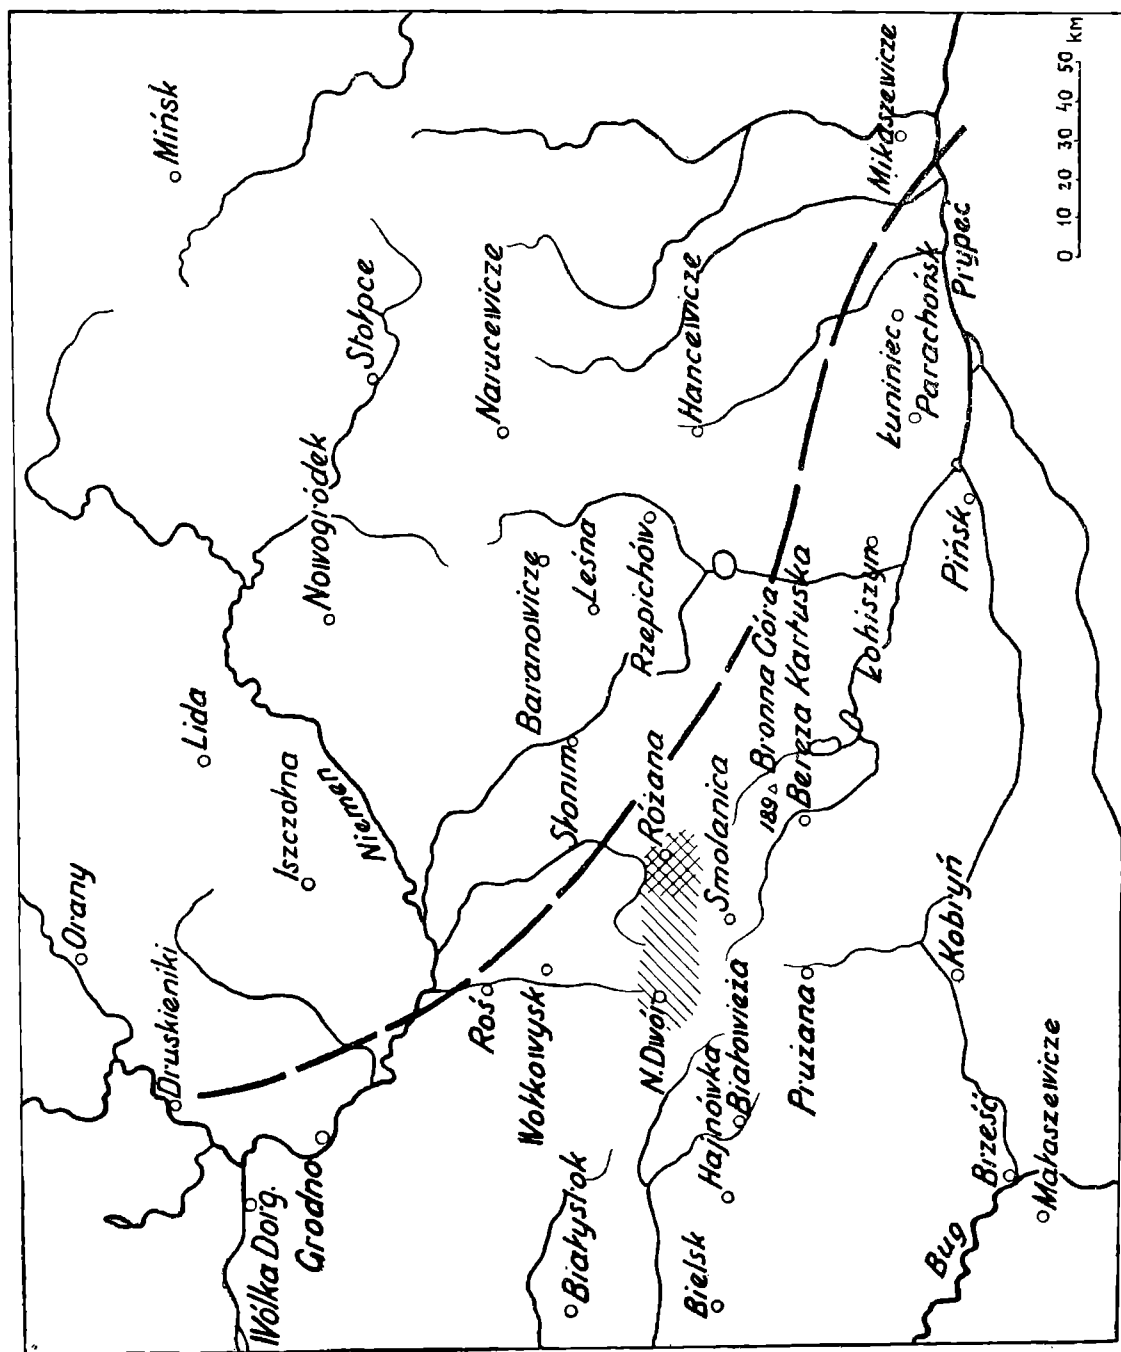 Orany
Druskieniki
Wólka Dorg.
Grodno
Lida
Iszczołna
Niemen
Mińsk
Nowogródek
Stołpce
Roś
Wołkowysk
Białystok
Słonim
Baranowicze
Leśna
Rzepichów
Narucewicze
Hancewicze
Mikaszewicze
N.Dwór
Różana
Smolanica
Hajnówka
Białowieża
Bielsk
Prużana
189
Bronna Góra
Bereza Kartuska
Łohiszyn
Łuniniec
Parachońsk
Prypeć
Pińsk
Kobryń
Brześć
Małaszewicze
Bug
0 10 20 30 40 50 km